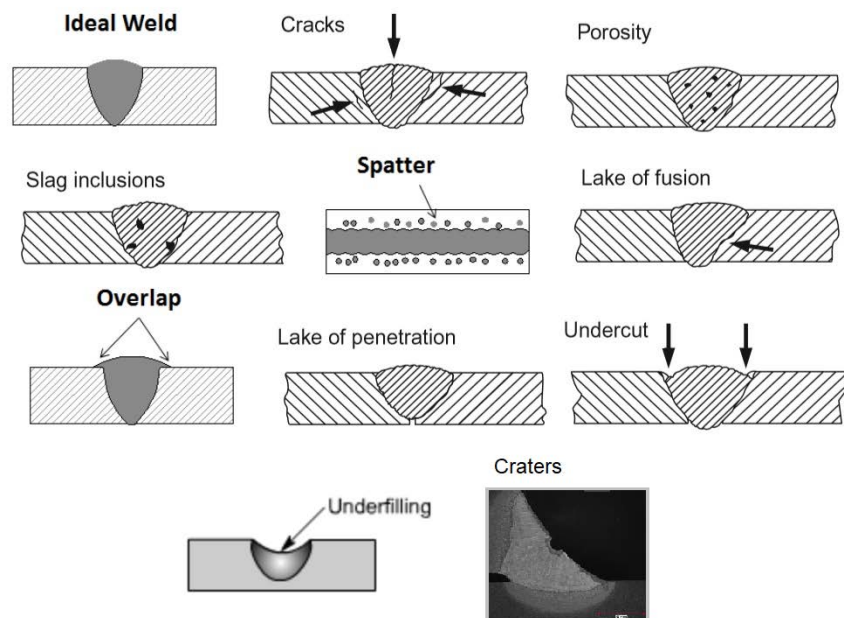 Ideal Weld
Cracks
Porosity
Slag inclusions
Spatter
Lake of fusion
Overlap
Lake of penetration
Undercut
Underfilling
Craters